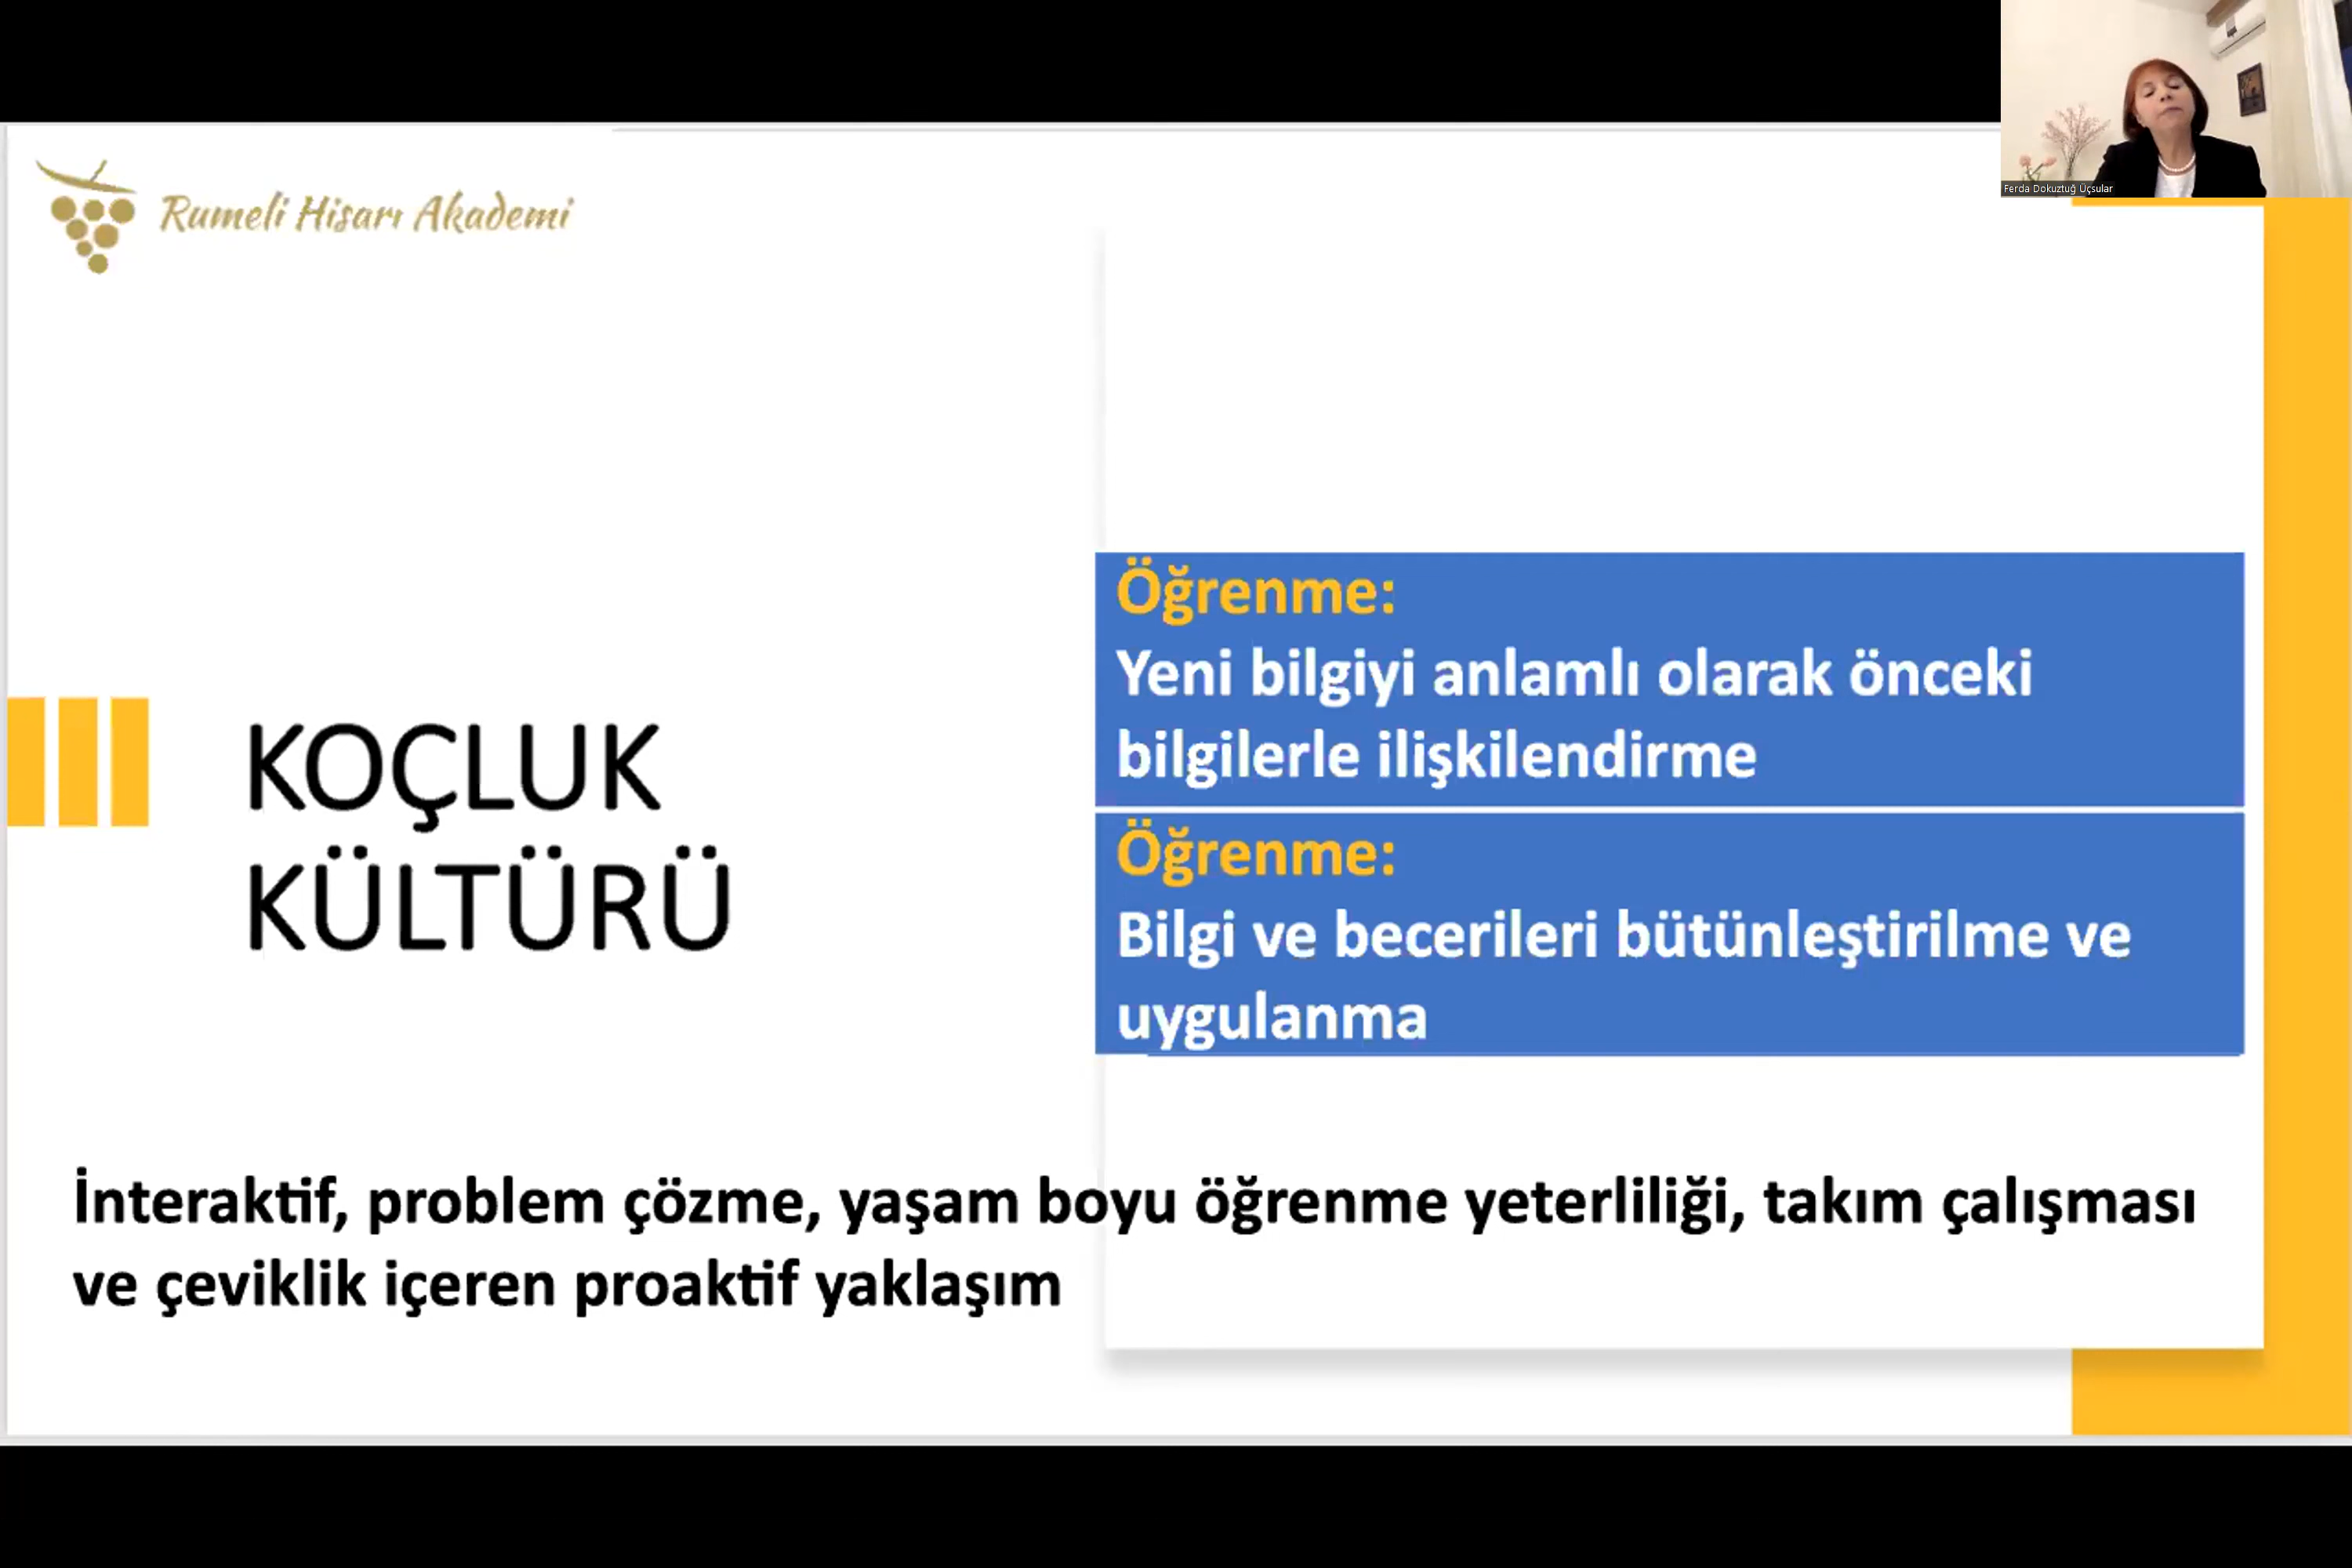 Ferda Dokuztuğ Üçsular
Rumeli Hisarı Akademi
KOÇLUK
KÜLTÜRÜ
Öğrenme:
Yeni bilgiyi anlamlı olarak önceki
bilgilerle ilişkilendirme
Öğrenme:
Bilgi ve becerileri bütünleştirilme ve
uygulanma
İnteraktif, problem çözme, yaşam boyu öğrenme yeterliliği, takım çalışması
ve çeviklik içeren proaktif yaklaşım